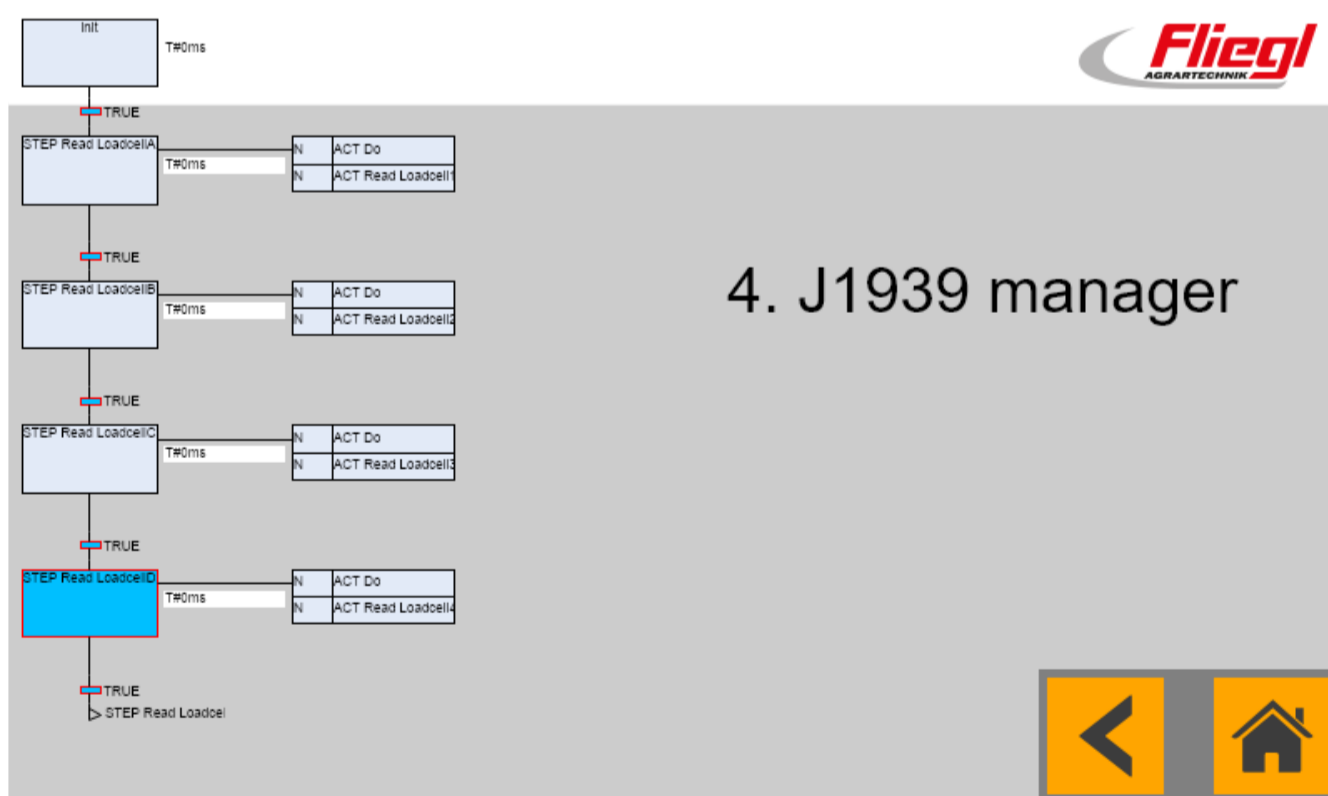 Init
T#0ms
Fliegl
AGRARTECHNIK
TRUE
STEP Read LoadcellA
T#0ms
N ACT Do
N ACT Read Loadcell1
TRUE
STEP Read LoadcellB
T#0ms
N ACT Do
N ACT Read Loadcell2
4. J1939 manager
TRUE
STEP Read LoadcellC
T#0ms
N ACT Do
N ACT Read Loadcell3
TRUE
STEP Read LoadcellD
T#0ms
N ACT Do
N ACT Read Loadcell4
TRUE
STEP Read Loadcel